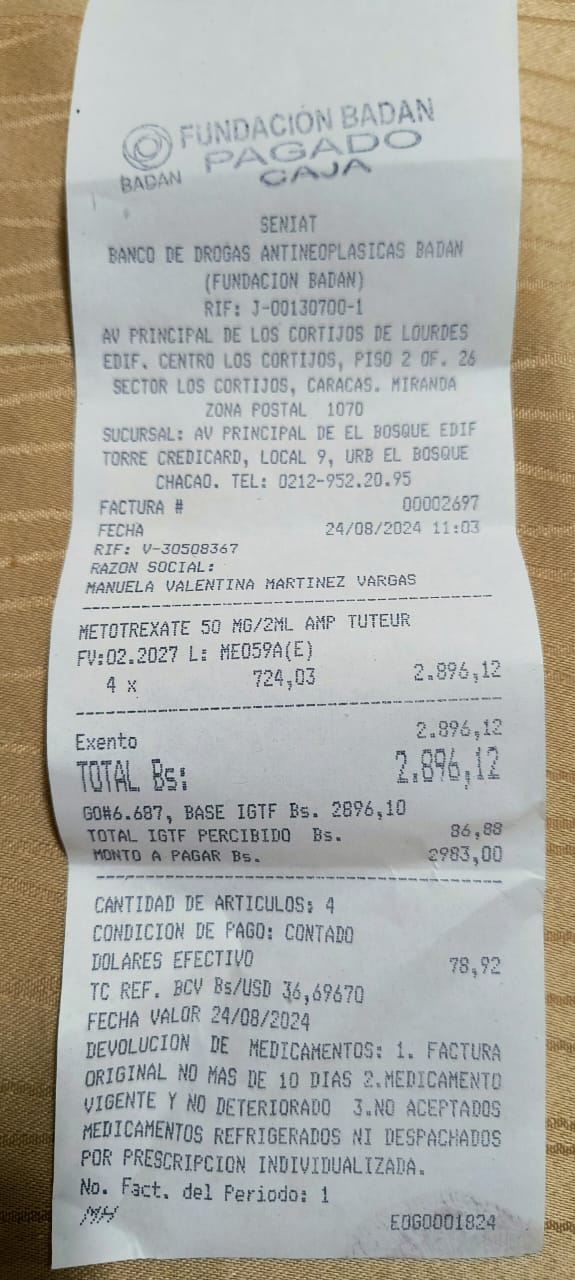 FUNDACIÓN BADAN
PAGADO
BADAN
CAJA
SENIAT
BANCO DE DROGAS ANTINEOPLASICAS BADAN
(FUNDACION BADAN)
RIF: J-00130700-1
AV PRINCIPAL DE LOS CORTIJOS DE LOURDES
EDIF. CENTRO LOS CORTIJOS, PISO 2 OF. 26
SECTOR LOS CORTIJOS, CARACAS. MIRANDA
ZONA POSTAL 1070
SUCURSAL: AV PRINCIPAL DE EL BOSQUE EDIF
TORRE CREDICARD, LOCAL 9, URB EL BOSQUE
CHACAO. TEL: 0212-952.20.95
FACTURA # 00002697
FECHA 24/08/2024 11:03
RIF: V-30508367
RAZON SOCIAL:
MANUELA VALENTINA MARTINEZ VARGAS
METOTREXATE 50 MG/2ML AMP TUTEUR
FV:02.2027 L: ME059A(E)
4 x 724,03 2.896,12
Exento 2.896,12
TOTAL Bs: 2.896,12
GO#6.687, BASE IGTF Bs. 2896,10
TOTAL IGTF PERCIBIDO Bs. 86,88
MONTO A PAGAR Bs. 2983,00
CANTIDAD DE ARTICULOS: 4
CONDICION DE PAGO: CONTADO
DOLARES EFECTIVO 78,92
TC REF. BCV Bs/USD 36,69670
FECHA VALOR 24/08/2024
DEVOLUCION DE MEDICAMENTOS: 1. FACTURA
ORIGINAL NO MAS DE 10 DIAS 2.MEDICAMENTO
VIGENTE Y NO DETERIORADO 3.NO ACEPTADOS
MEDICAMENTOS REFRIGERADOS NI DESPACHADOS
POR PRESCRIPCION INDIVIDUALIZADA.
No. Fact. del Periodo: 1
MH EOG0001824